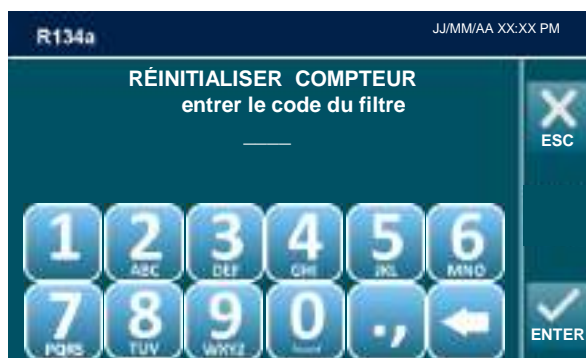 R134a JJ/MM/AA XX:XX PM
RÉINITIALISER COMPTEUR
entrer le code du filtre
____
ESC
1 2 3 4 5 6
ABC DEF GHI JKL MNO
7 8 9 0 .,
PQRS TUV WXYZ
ENTER